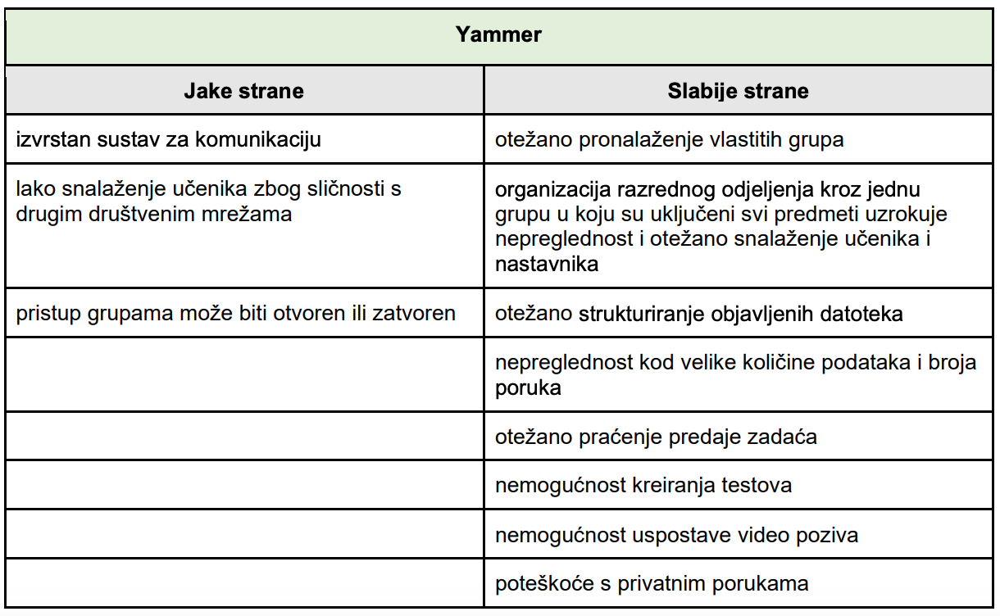 Yammer
Jake strane
Slabije strane
izvrstan sustav za komunikaciju
otežano pronalaženje vlastitih grupa
lako snalaženje učenika zbog sličnosti s
drugim društvenim mrežama
organizacija razrednog odjeljenja kroz jednu
grupu u koju su uključeni svi predmeti uzrokuje
nepreglednost i otežano snalaženje učenika i
nastavnika
pristup grupama može biti otvoren ili zatvoren
otežano strukturiranje objavljenih datoteka
nepreglednost kod velike količine podataka i broja
poruka
otežano praćenje predaje zadaća
nemogućnost kreiranja testova
nemogućnost uspostave video poziva
poteškoće s privatnim porukama